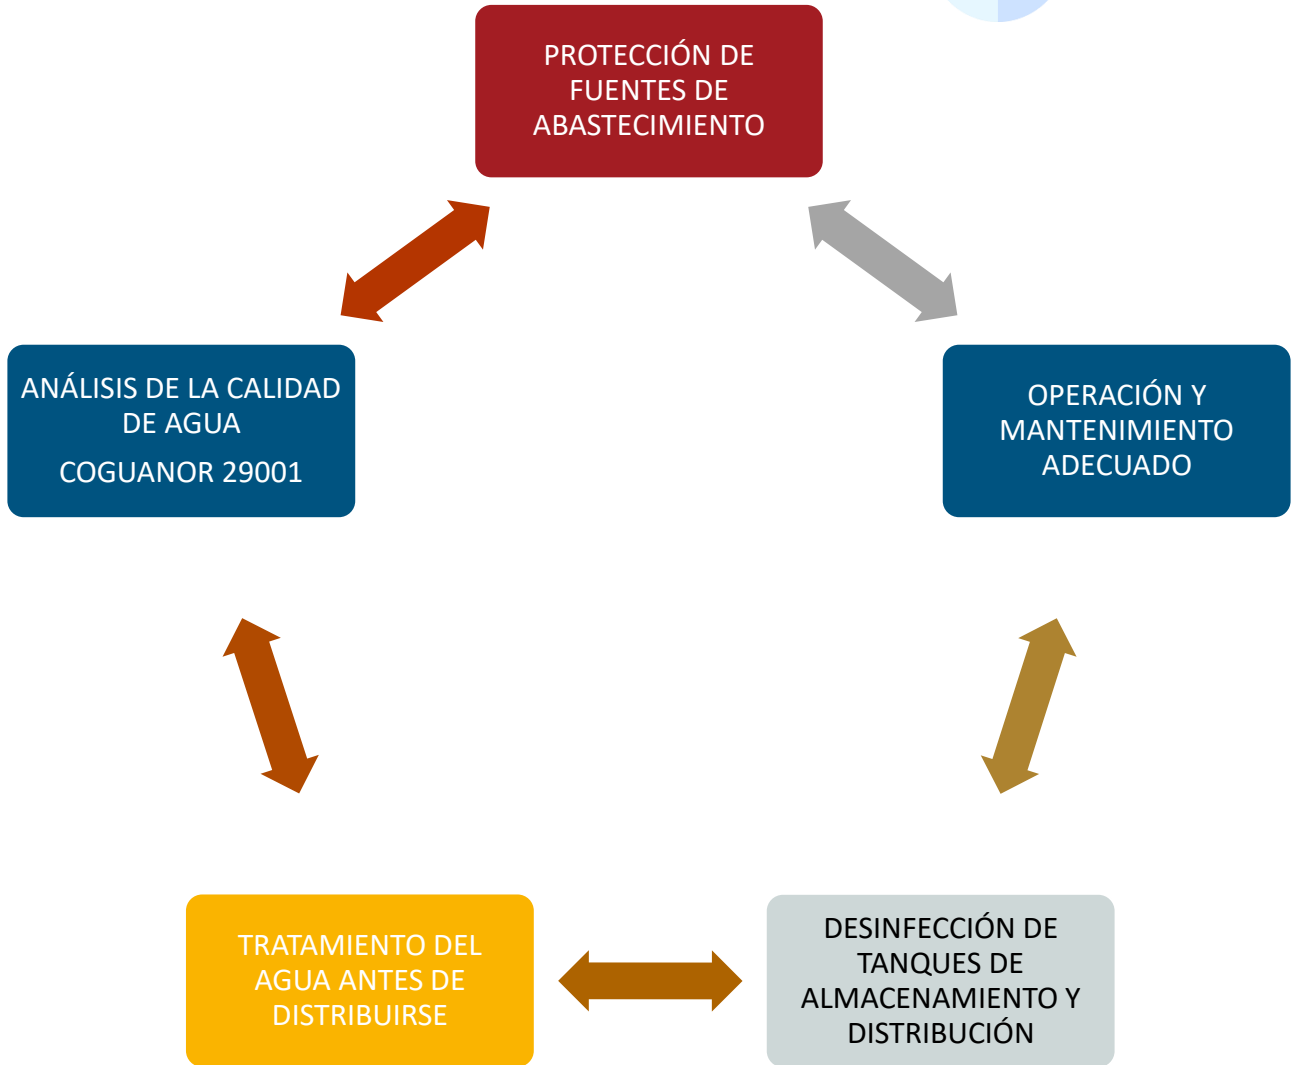 PROTECCIÓN DE
FUENTES DE
ABASTECIMIENTO
ANÁLISIS DE LA CALIDAD
DE AGUA
COGUANOR 29001
OPERACIÓN Y
MANTENIMIENTO
ADECUADO
TRATAMIENTO DEL
AGUA ANTES DE
DISTRIBUIRSE
DESINFECCIÓN DE
TANQUES DE
ALMACENAMIENTO Y
DISTRIBUCIÓN